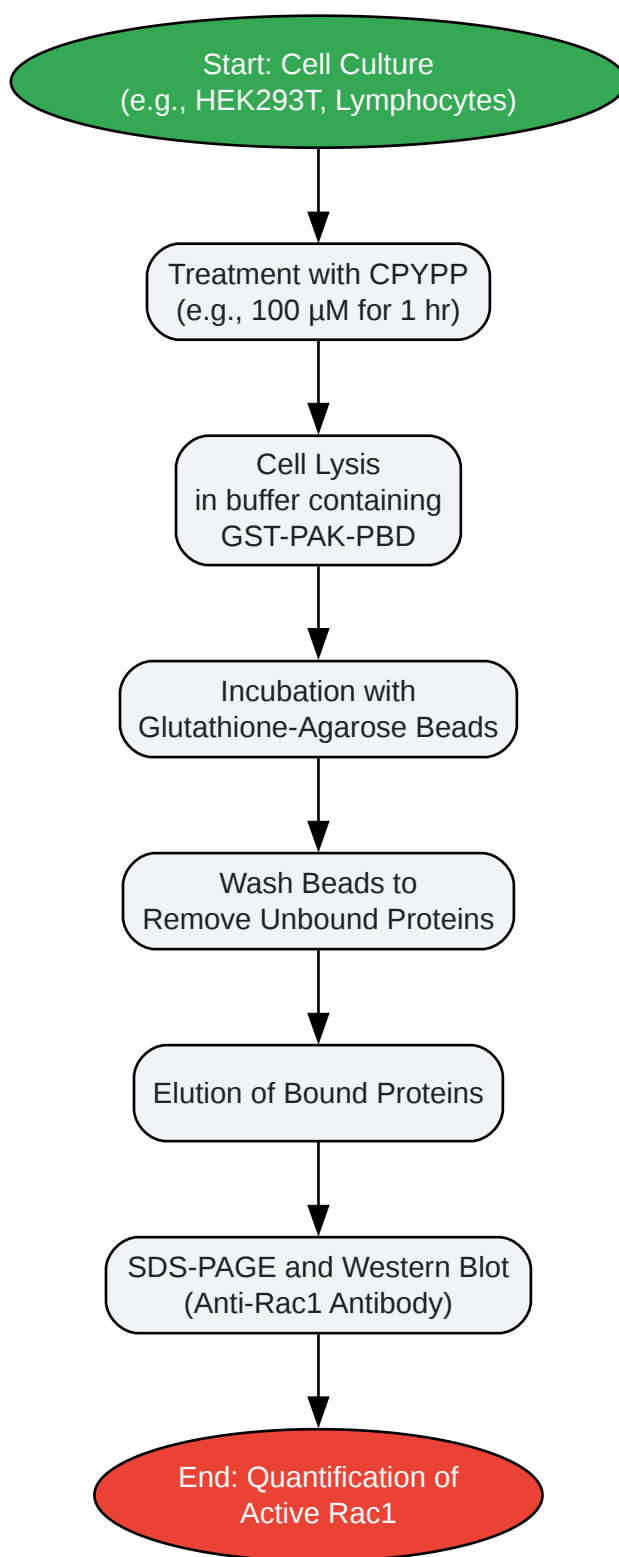 Start: Cell Culture
(e.g., HEK293T, Lymphocytes)
Treatment with CPYPP
(e.g., 100 µM for 1 hr)
Cell Lysis
in buffer containing
GST-PAK-PBD
Incubation with
Glutathione-Agarose Beads
Wash Beads to
Remove Unbound Proteins
Elution of Bound Proteins
SDS-PAGE and Western Blot
(Anti-Rac1 Antibody)
End: Quantification of
Active Rac1